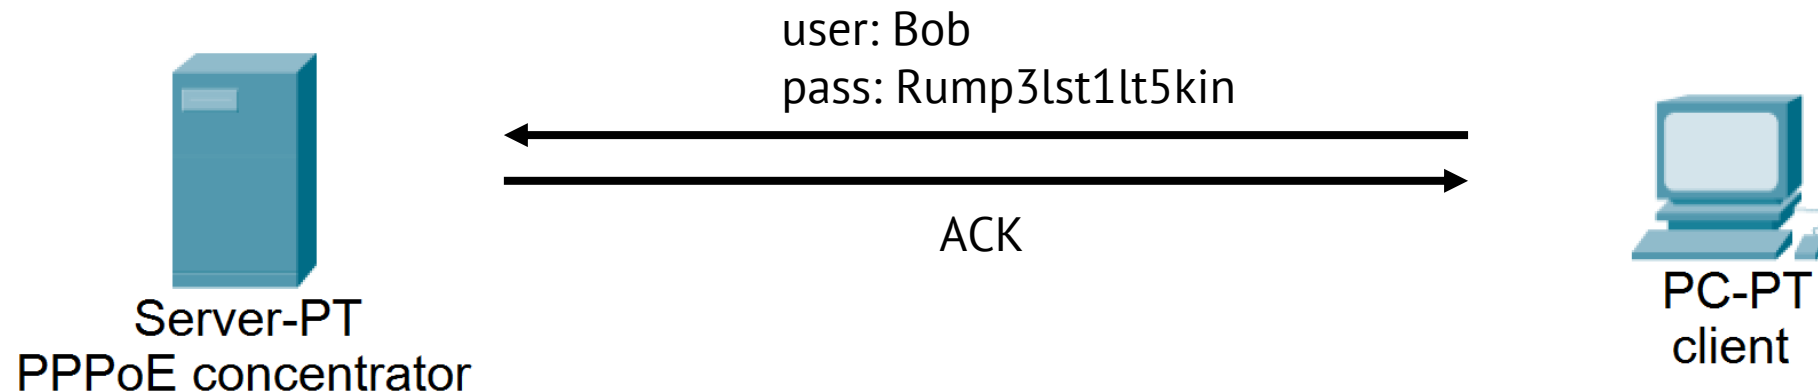 user: Bob
pass: Rump3lst1lt5kin
ACK
Server-PT
PPPoE concentrator
PC-PT
client